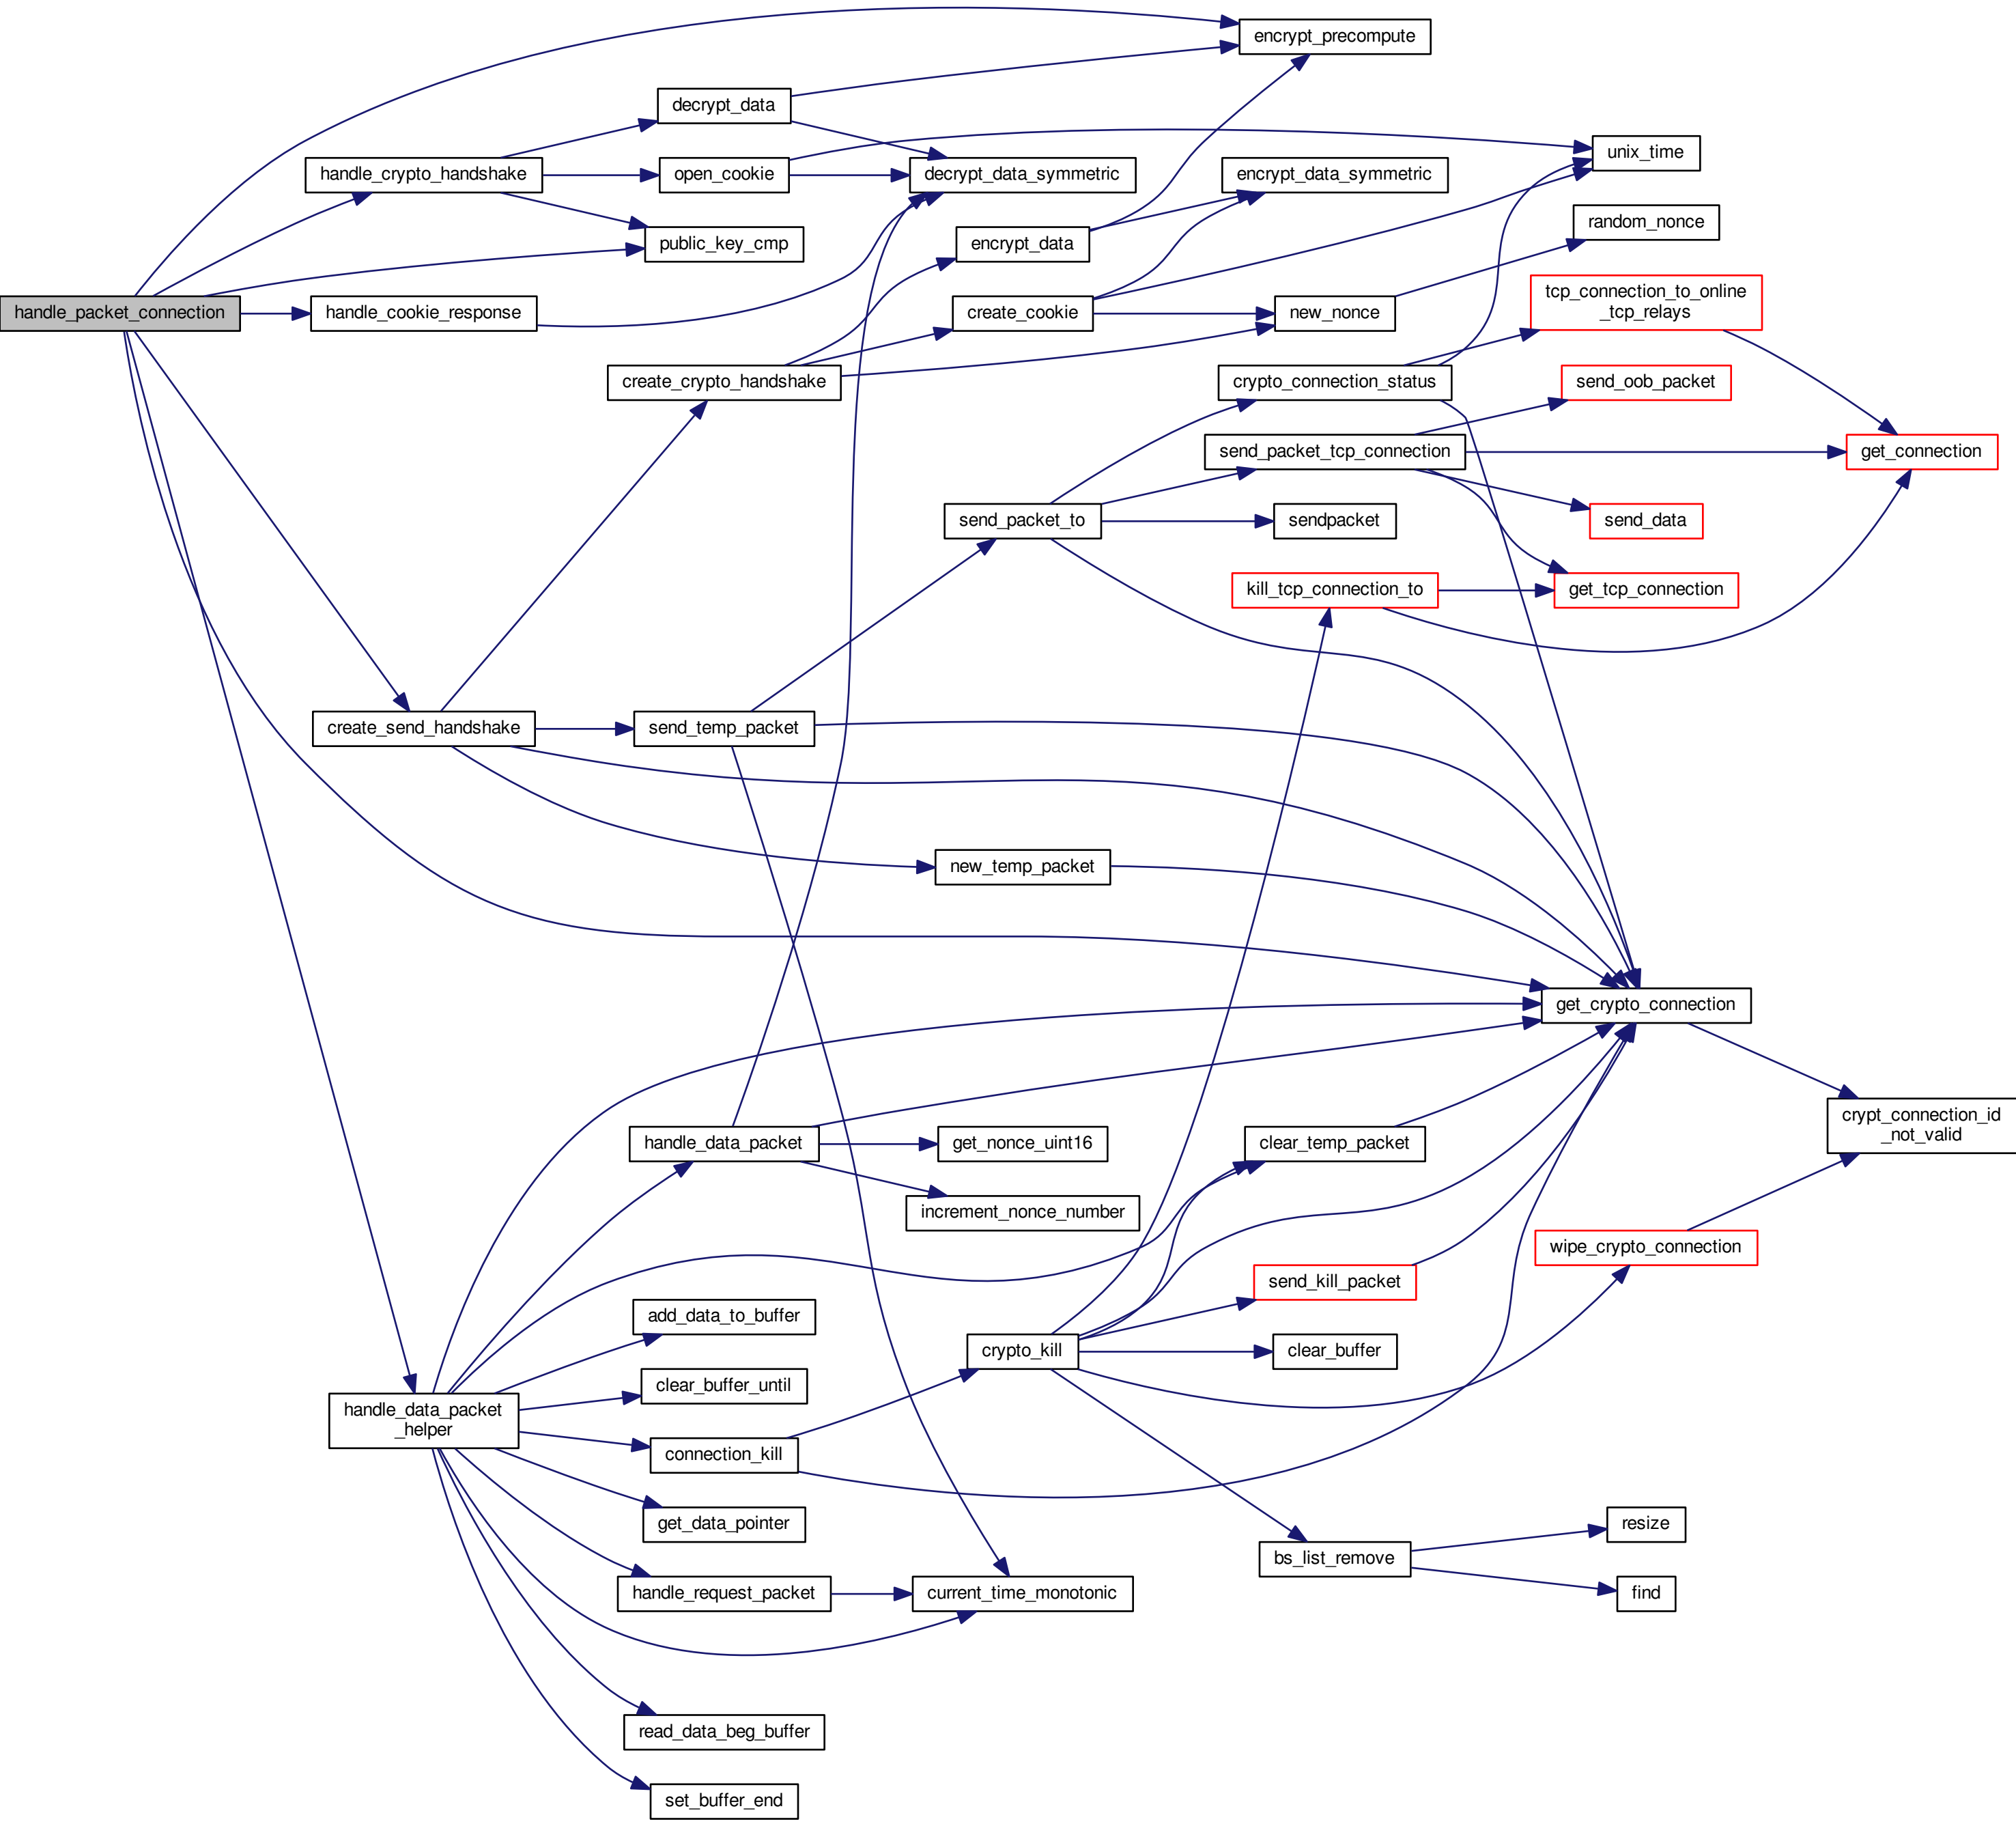 encrypt_precompute
decrypt_data
unix_time
handle_crypto_handshake
open_cookie
decrypt_data_symmetric
encrypt_data_symmetric
random_nonce
public_key_cmp
encrypt_data
tcp_connection_to_online
_tcp_relays
handle_packet_connection
handle_cookie_response
create_cookie
new_nonce
create_crypto_handshake
crypto_connection_status
send_oob_packet
send_packet_tcp_connection
get_connection
send_packet_to
sendpacket
send_data
kill_tcp_connection_to
get_tcp_connection
create_send_handshake
send_temp_packet
new_temp_packet
get_crypto_connection
crypt_connection_id
_not_valid
handle_data_packet
get_nonce_uint16
clear_temp_packet
increment_nonce_number
wipe_crypto_connection
send_kill_packet
add_data_to_buffer
crypto_kill
clear_buffer
clear_buffer_until
handle_data_packet
_helper
connection_kill
get_data_pointer
resize
bs_list_remove
handle_request_packet
current_time_monotonic
find
read_data_beg_buffer
set_buffer_end